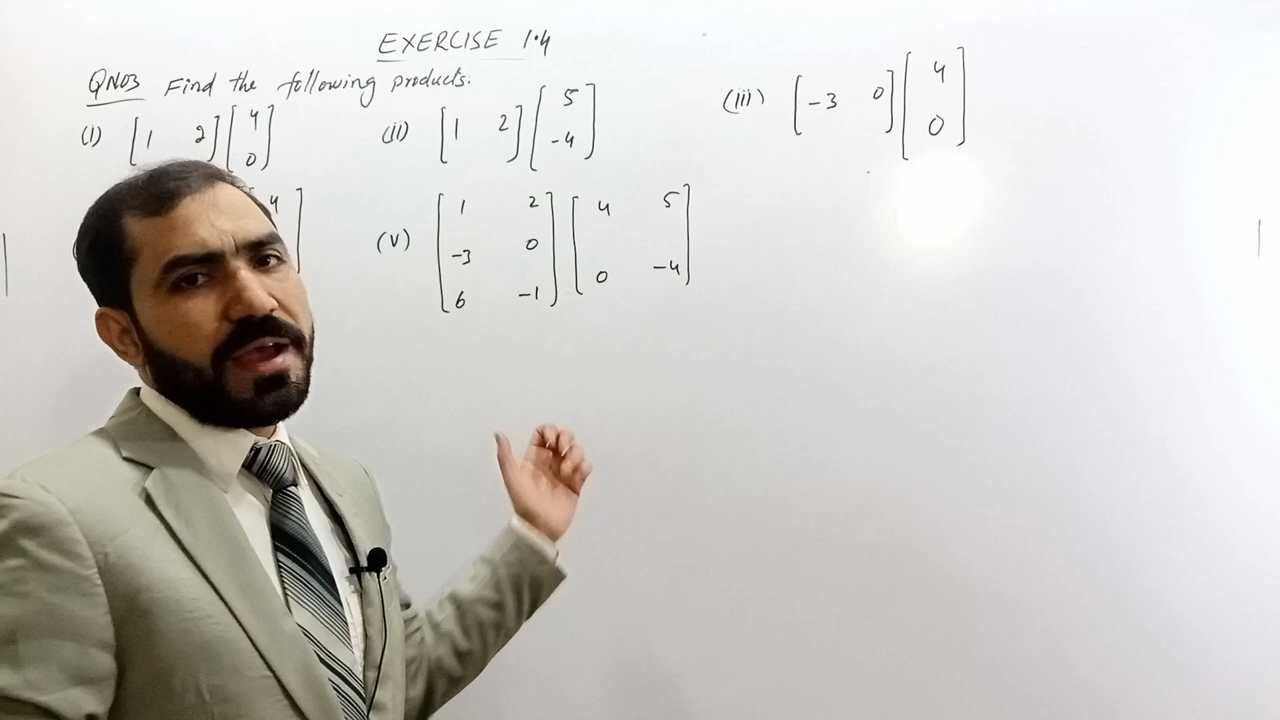 EXERCISE 1.4
QNO3 Find the following products.
(i) [1 2] [4 0]
(ii) [1 2] [5 -4]
(iii) [-3 0] [4 0]
4
(v) [1 2 -3 0 6 -1] [4 5 0 -4]